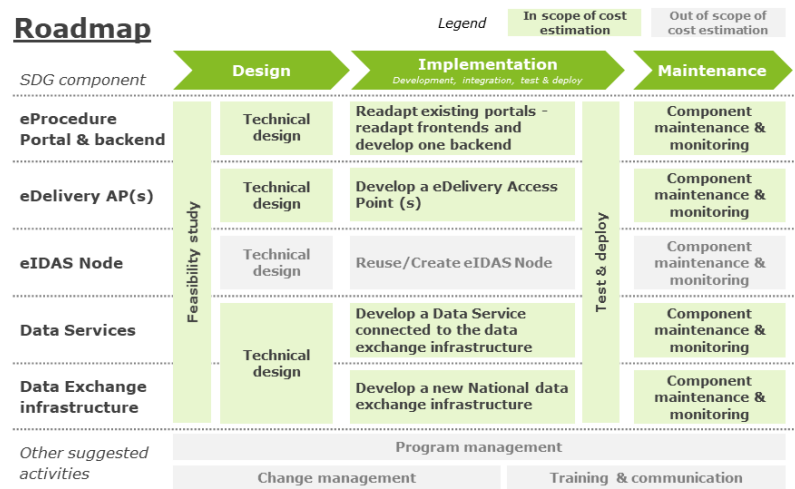 Roadmap
Legend
In scope of cost
estimation
Out of scope of
cost estimation
SDG component
Design
Implementation
Development, integration, test & deploy
Maintenance
eProcedure
Portal & backend
Feasibility study
Technical
design
Readapt existing portals -
readapt frontends and
develop one backend
Test & deploy
Component
maintenance &
monitoring
eDelivery AP(s)
Technical
design
Develop a eDelivery Access
Point (s)
Component
maintenance &
monitoring
eIDAS Node
Technical
design
Reuse/Create eIDAS Node
Component
maintenance &
monitoring
Data Services
Technical
design
Develop a Data Service
connected to the data
exchange infrastructure
Component
maintenance &
monitoring
Data Exchange
infrastructure
Develop a new National data
exchange infrastructure
Component
maintenance &
monitoring
Other suggested
activities
Program management
Change management
Training & communication